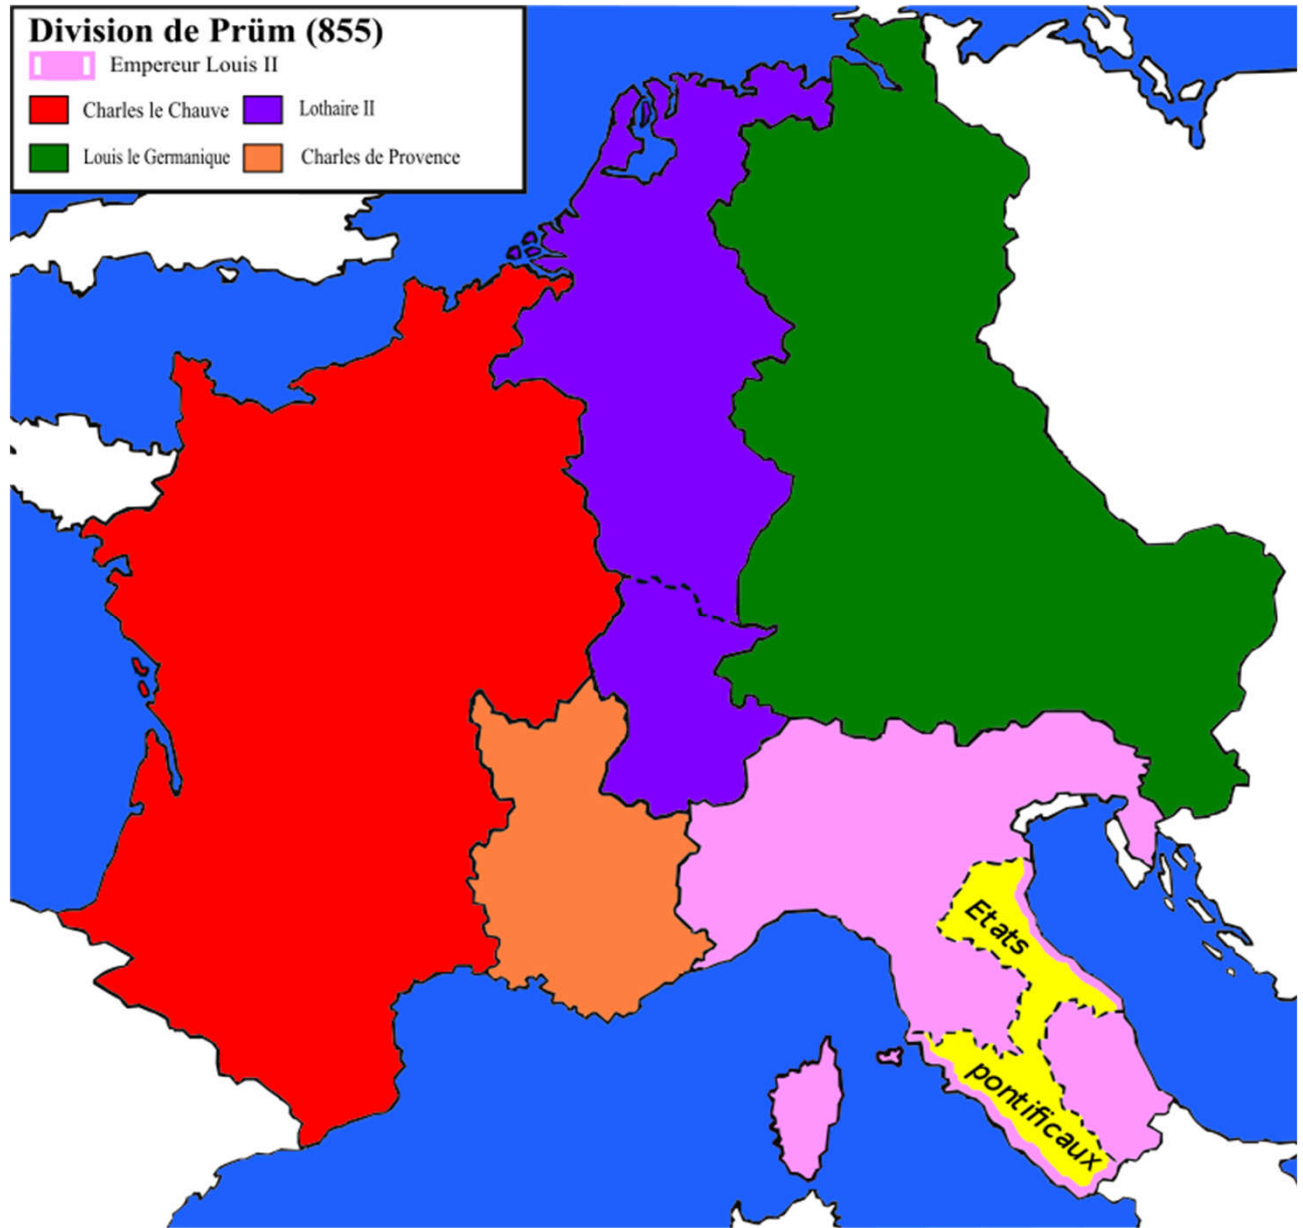 Division de Prüm (855)
Empereur Louis II
Charles le Chauve
Lothaire II
Louis le Germanique
Charles de Provence
Etats
pontificaux